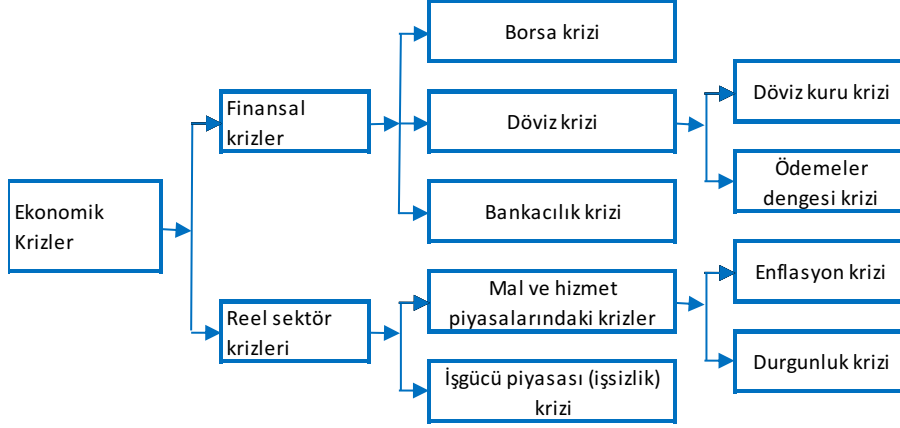 Ekonomik
Krizler
Finansal
krizler
Borsa krizi
Döviz krizi
Döviz kuru krizi
Ödemeler
dengesi krizi
Bankacılık krizi
Reel sektör
krizleri
Mal ve hizmet
piyasalarındaki krizler
Enflasyon krizi
Durgunluk krizi
İşgücü piyasası (işsizlik)
krizi